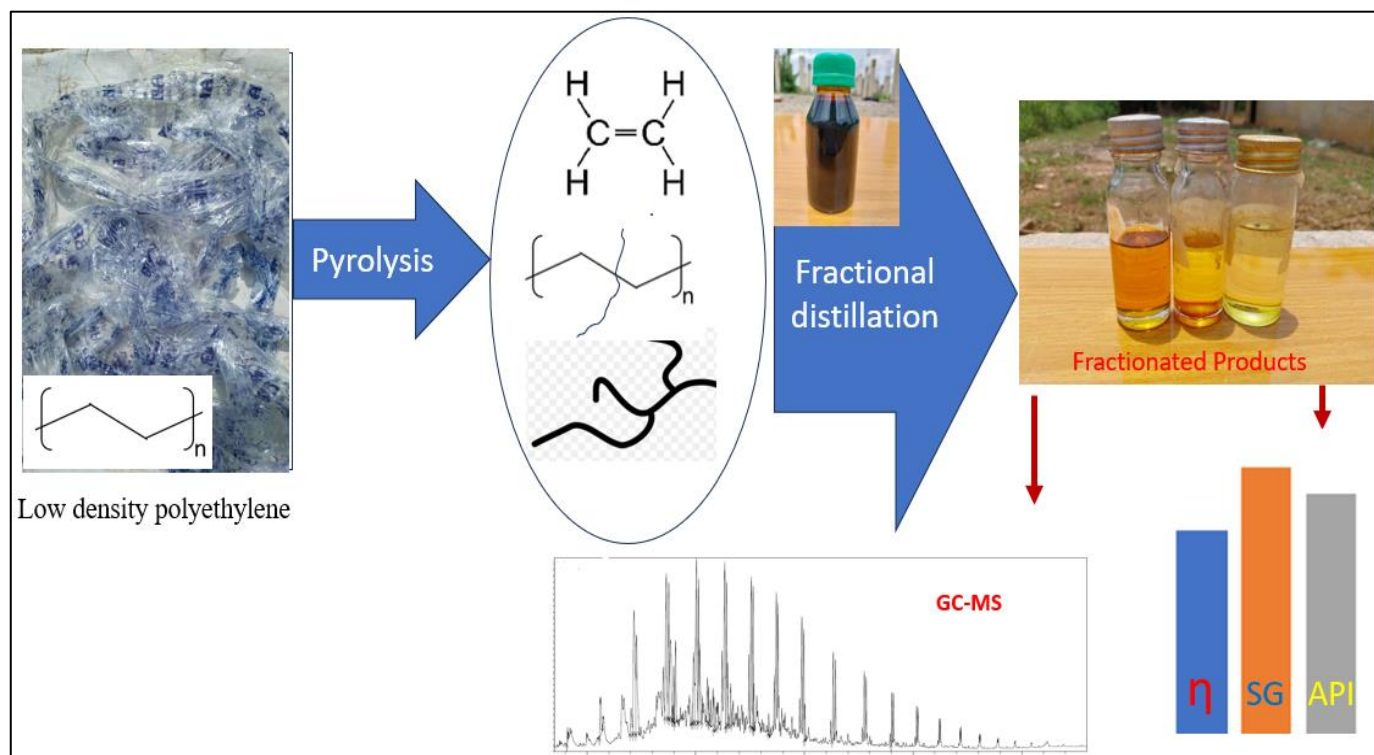 n
Low density polyethylene
Pyrolysis
H
H
C=C
H
H
n
Fractional
distillation
Fractionated Products
GC-MS
η
SG
API